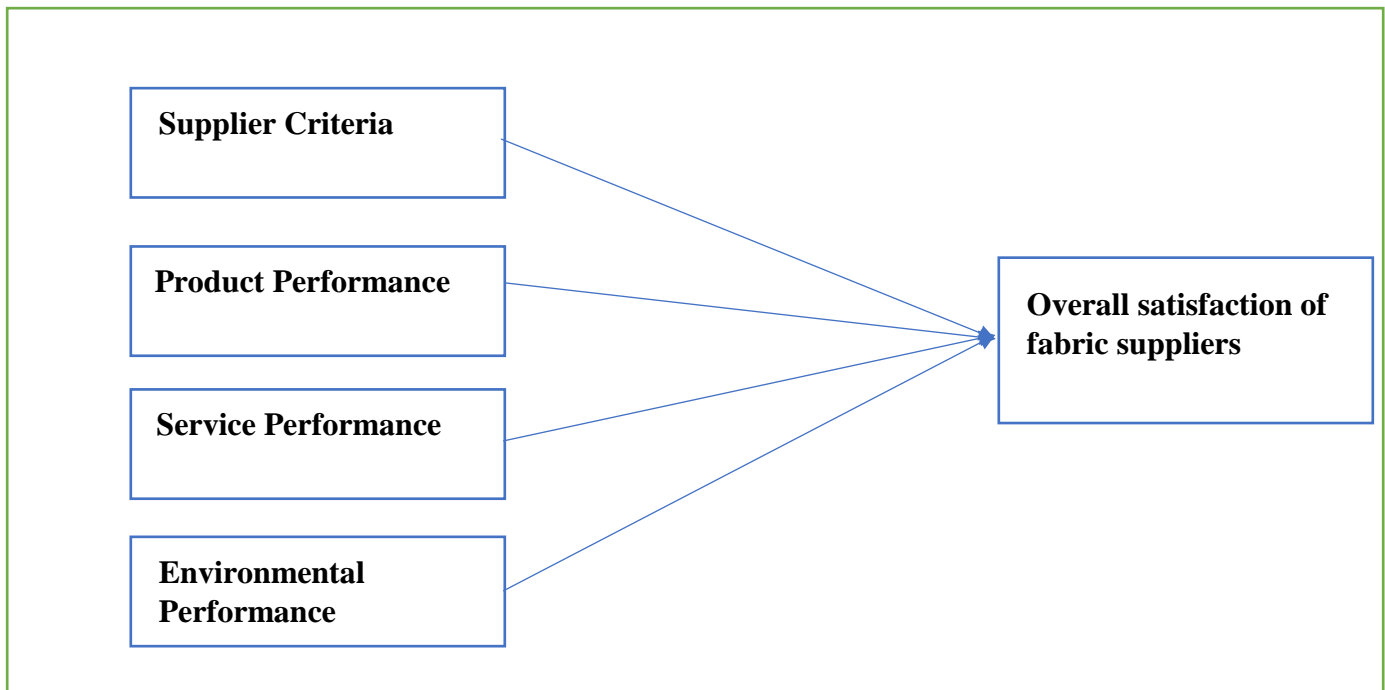 Supplier Criteria
Product Performance
Service Performance
Environmental
Performance
Overall satisfaction of
fabric suppliers